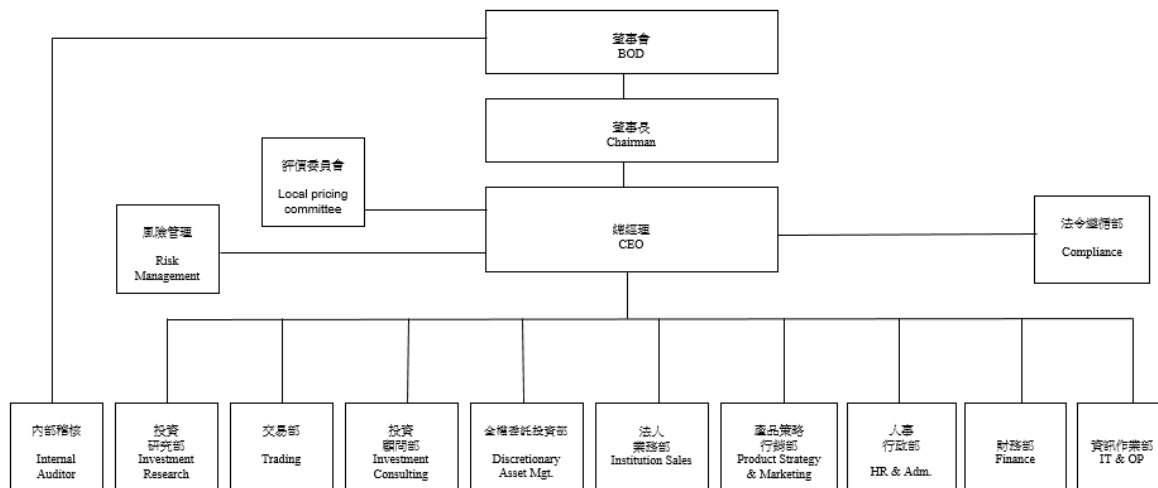 董事會
BOD
董事長
Chairman
評價委員會
Local pricing
committee
總經理
CEO
風險管理
Risk
Management
法令遵循部
Compliance
內部稽核
Internal
Auditor
投資
研究部
Investment
Research
交易部
Trading
投資
顧問部
Investment
Consulting
全權委託投資部
Discretionary
Asset Mgt.
法人
業務部
Institution Sales
產品策略
行銷部
Product Strategy
& Marketing
人事
行政部
HR & Adm.
財務部
Finance
資訊作業部
IT & OP